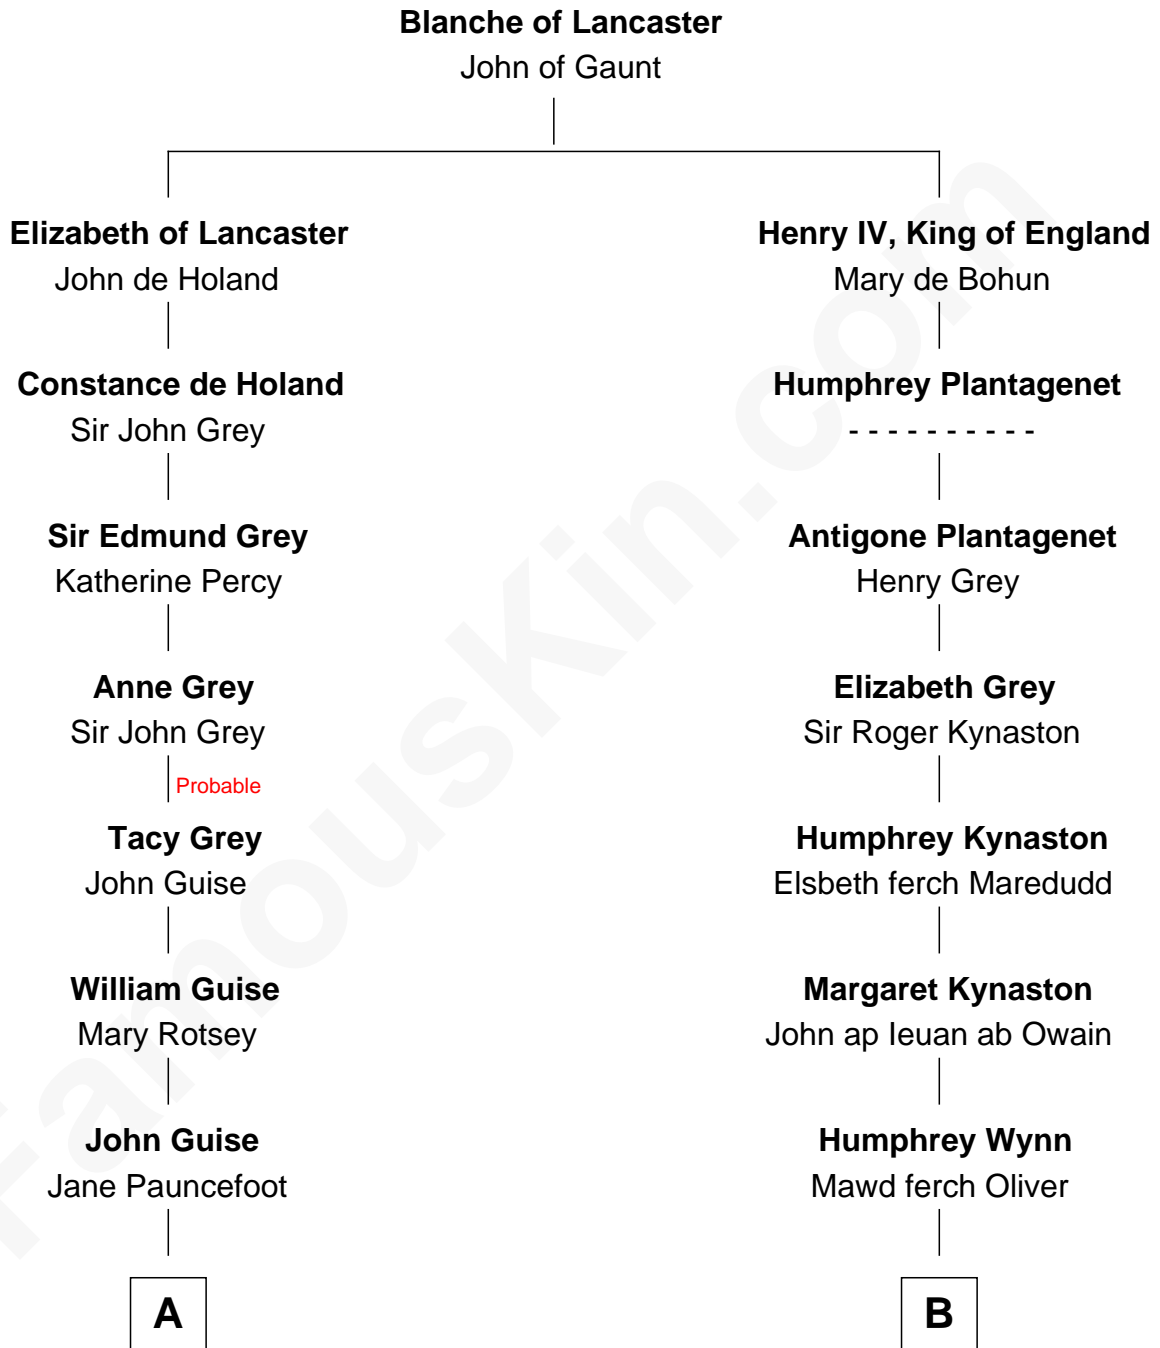 Blanche of Lancaster
John of Gaunt
Elizabeth of Lancaster
John de Holand
Henry IV, King of England
Mary de Bohun
Constance de Holand
Sir John Grey
Humphrey Plantagenet
- - - - - - - - - -
Sir Edmund Grey
Katherine Percy
Antigone Plantagenet
Henry Grey
Anne Grey
Sir John Grey
Elizabeth Grey
Sir Roger Kynaston
Probable
Tacy Grey
John Guise
Humphrey Kynaston
Elsbeth ferch Maredudd
William Guise
Mary Rotsey
Margaret Kynaston
John ap Ieuan ab Owain
John Guise
Jane Pauncefoot
Humphrey Wynn
Mawd ferch Oliver
A
B
FamousKin.com